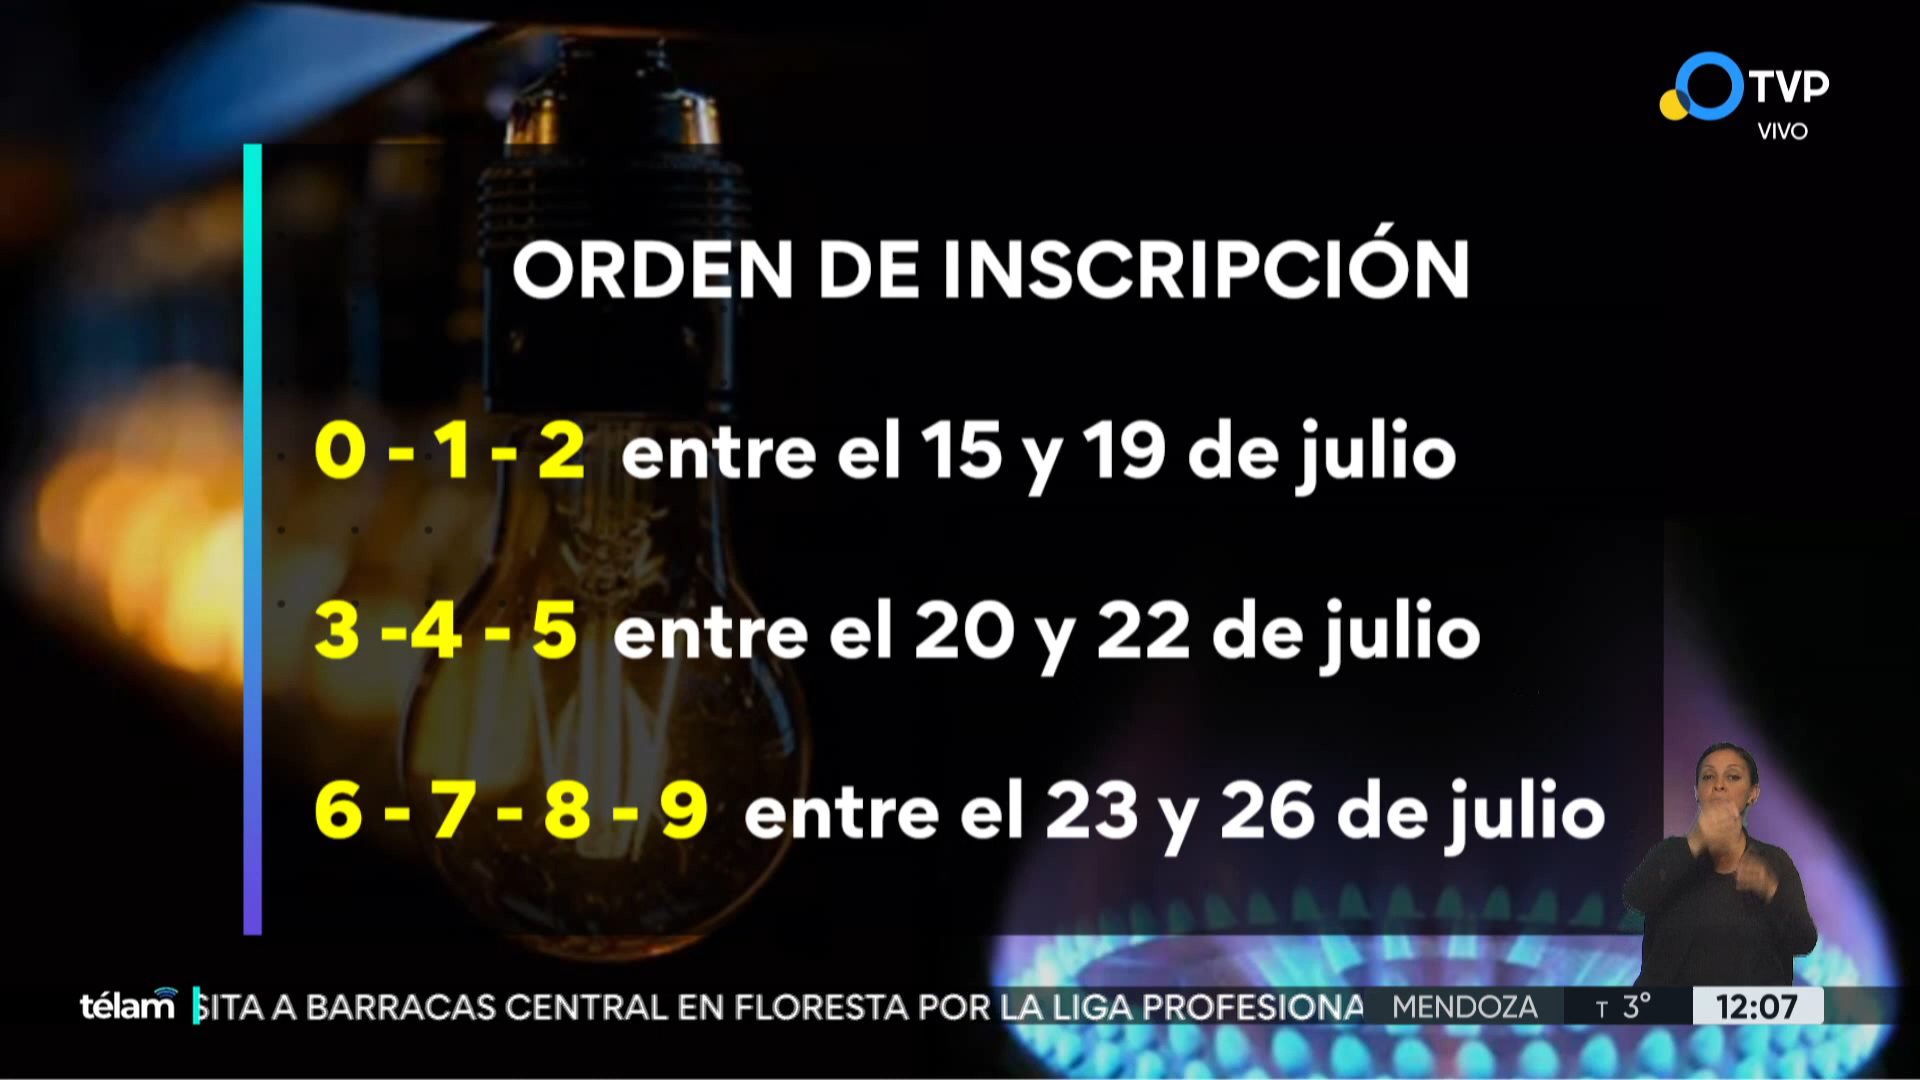 TVP
VIVO
ORDEN DE INSCRIPCIÓN
0 - 1 - 2 entre el 15 y 19 de julio
3 -4 - 5 entre el 20 y 22 de julio
6 - 7 - 8 - 9 entre el 23 y 26 de julio
télam SITA A BARRACAS CENTRAL EN FLORESTA POR LA LIGA PROFESIONA MENDOZA T 3° 12:07